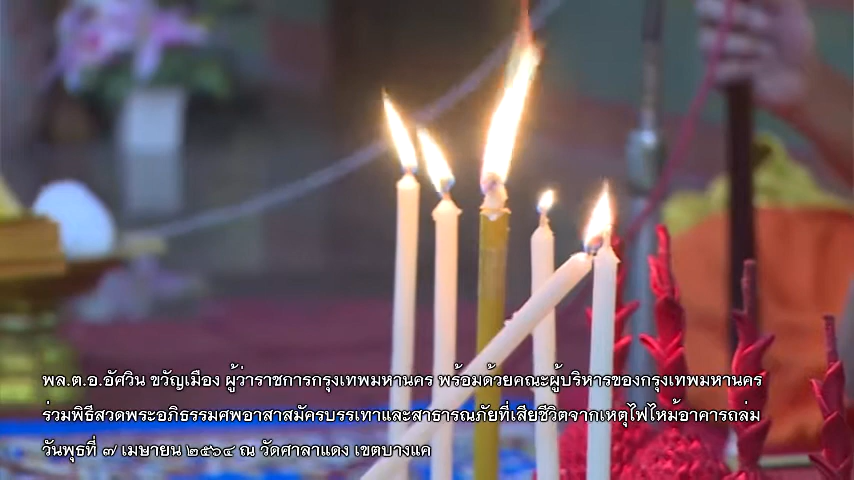 พล.ต.อ.อัศวิน ขวัญเมือง ผู้ว่าราชการกรุงเทพมหานคร พร้อมด้วยคณะผู้บริหารของกรุงเทพมหานคร
ร่วมพิธีสวดพระอภิธรรมศพอาสาสมัครบรรเทาและสาธารณภัยที่เสียชีวิตจากเหตุไฟไหม้อาคารถล่ม
วันพุธที่ ๗ เมษายน ๒๕๖๔ ณ วัดศาลาแดง เขตบางแค